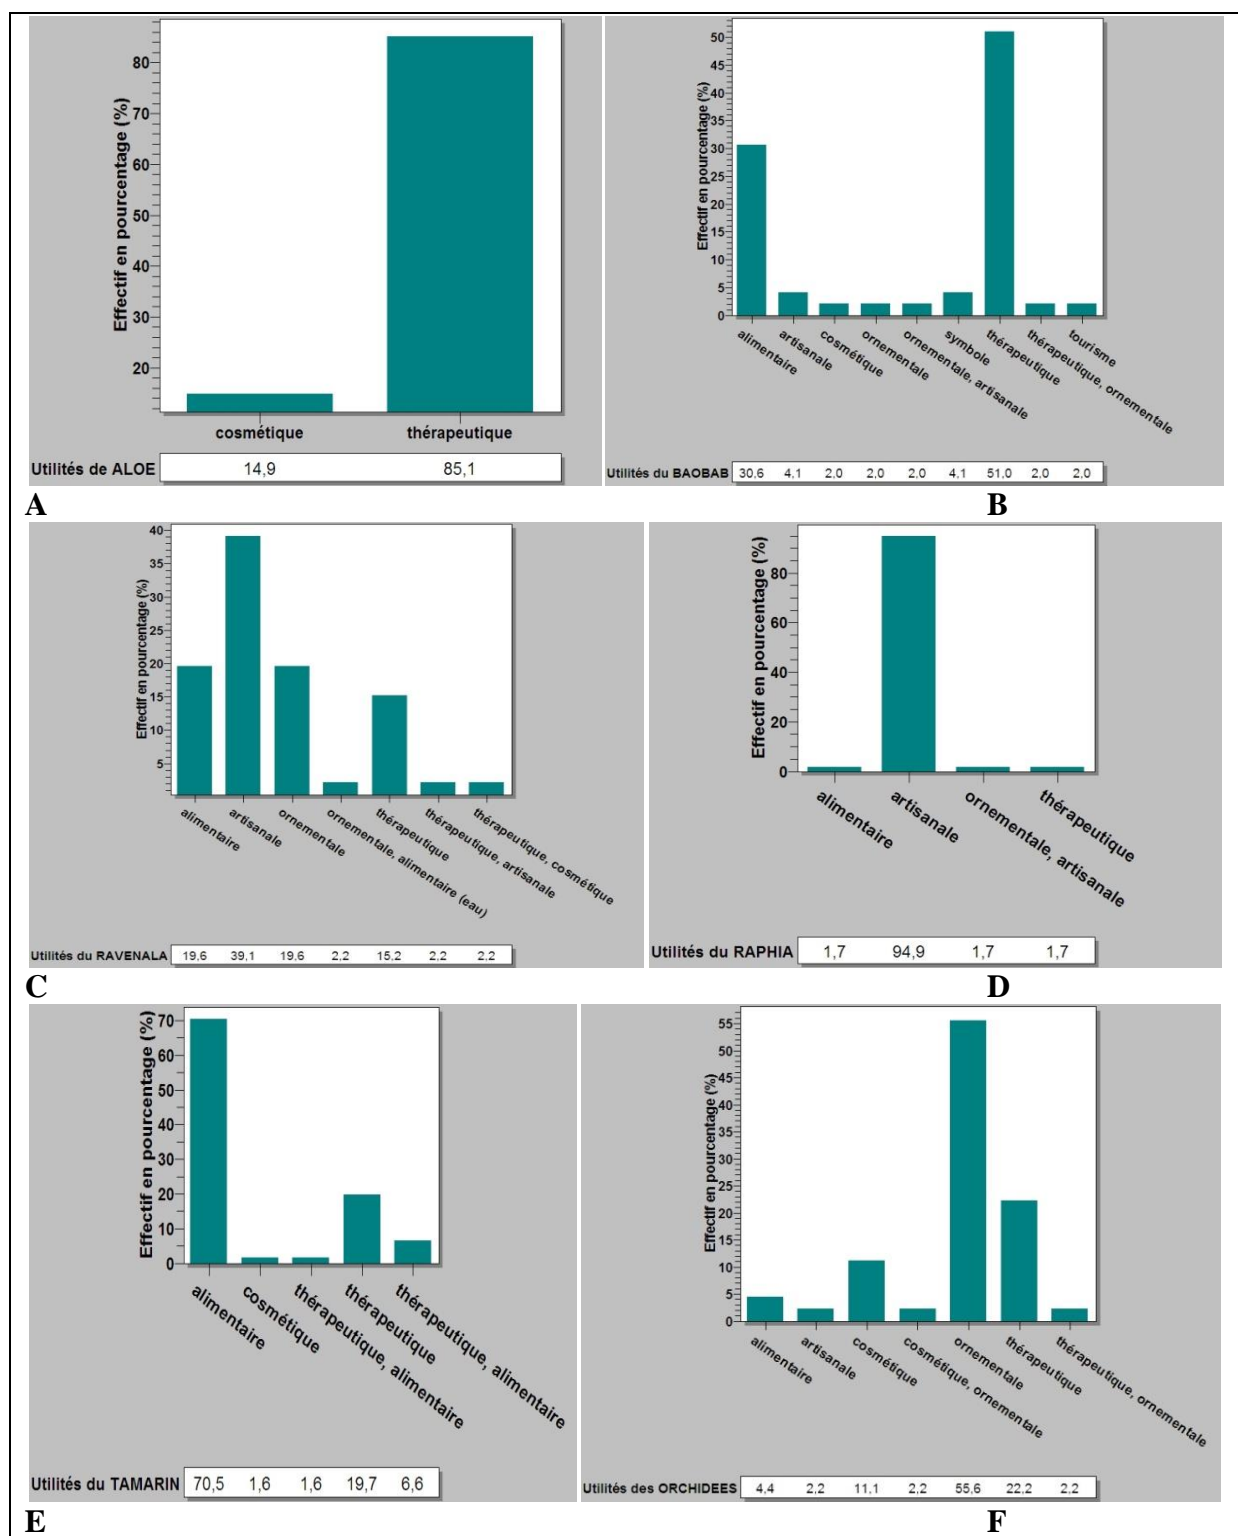 Effectif en pourcentage (%)
80
70
60
50
40
30
20
cosmétique thérapeutique
Utilités de ALOE 14,9 85,1
A
Effectif en pourcentage (%)
50
45
40
35
30
25
20
15
10
5
0
alimentaire
artisanale
cosmétique
ornementale
ornementale, artisanale
symbole
thérapeutique
thérapeutique, ornementale
tourisme
Utilités du BAOBAB 30,6 4,1 2,0 2,0 2,0 4,1 51,0 2,0 2,0
B
Effectif en pourcentage (%)
40
35
30
25
20
15
10
5
alimentaire
artisanale
ornementale
ornementale, alimentaire (eau)
thérapeutique
thérapeutique, artisanale
thérapeutique, cosmétique
Utilités du RAVENALA 19,6 39,1 19,6 2,2 15,2 2,2 2,2
C
Effectif en pourcentage (%)
80
60
40
20
0
alimentaire
artisanale
ornementale, artisanale
thérapeutique
Utilités du RAPHIA 1,7 94,9 1,7 1,7
D
Effectif en pourcentage (%)
70
60
50
40
30
20
10
0
alimentaire
cosmétique
thérapeutique, alimentaire
thérapeutique
thérapeutique, alimentaire
Utilités du TAMARIN 70,5 1,6 1,6 19,7 6,6
E
Effectif en pourcentage (%)
55
50
45
40
35
30
25
20
15
10
5
0
alimentaire
artisanale
cosmétique
cosmétique, ornementale
ornementale
thérapeutique
thérapeutique, ornementale
Utilités des ORCHIDEES 4,4 2,2 11,1 2,2 55,6 22,2 2,2
F